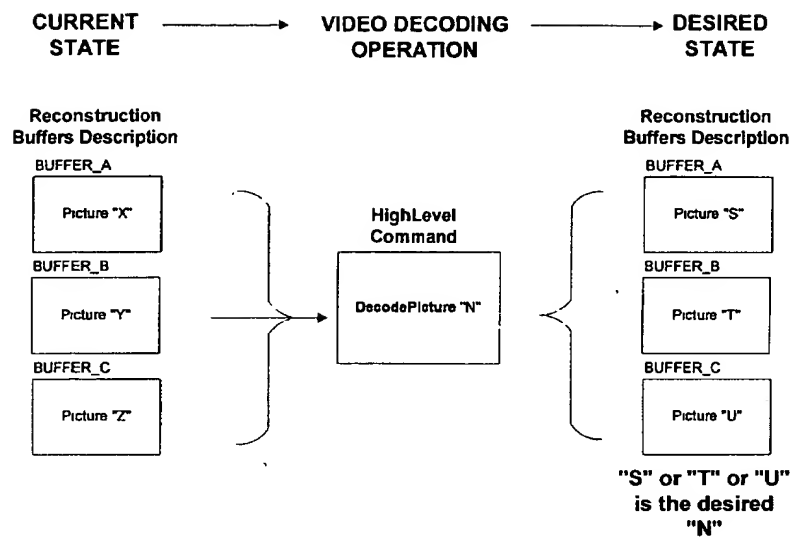 CURRENT
STATE
VIDEO DECODING
OPERATION
DESIRED
STATE
Reconstruction
Buffers Description
BUFFER_A
Picture "X"
BUFFER_B
Picture "Y"
BUFFER_C
Picture "Z"
HighLevel
Command
DecodePicture "N"
Reconstruction
Buffers Description
BUFFER_A
Picture "S"
BUFFER_B
Picture "T"
BUFFER_C
Picture "U"
"S" or "T" or "U"
is the desired
"N"